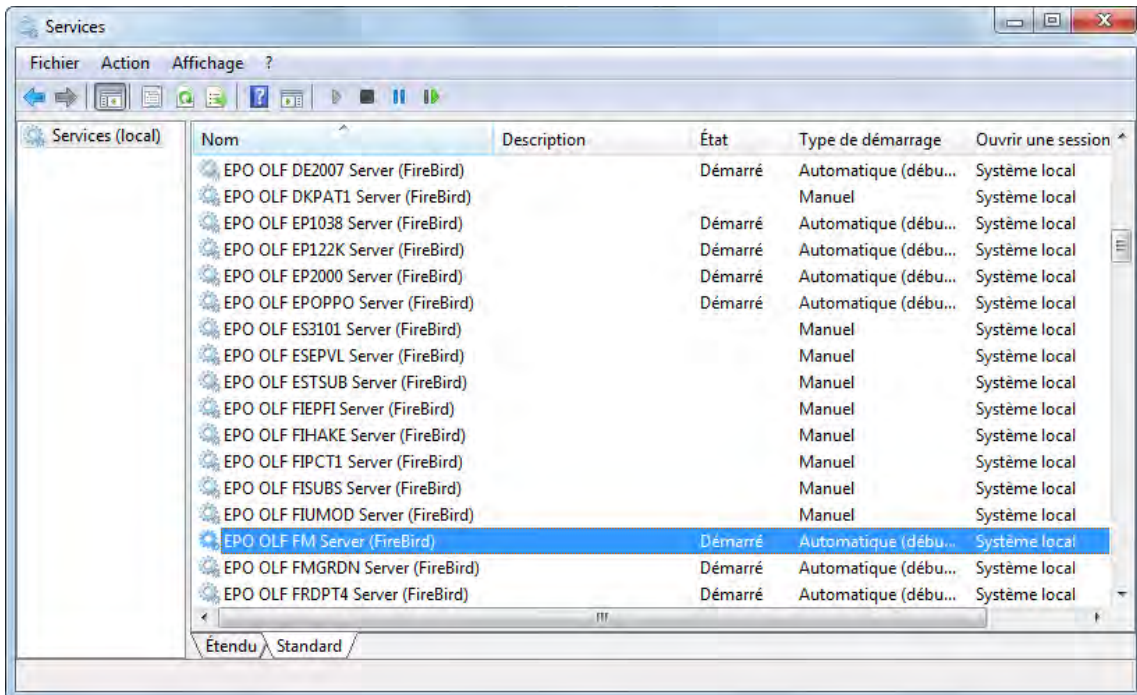 Services
Fichier Action Affichage ?
Services (local)
Nom Description État Type de démarrage Ouvrir une session
EPO OLF DE2007 Server (FireBird) Démarré Automatique (débu... Système local
EPO OLF DKPAT1 Server (FireBird) Manuel Système local
EPO OLF EP1038 Server (FireBird) Démarré Automatique (débu... Système local
EPO OLF EP122K Server (FireBird) Démarré Automatique (débu... Système local
EPO OLF EP2000 Server (FireBird) Démarré Automatique (débu... Système local
EPO OLF EPOPPO Server (FireBird) Démarré Automatique (débu... Système local
EPO OLF ES3101 Server (FireBird) Manuel Système local
EPO OLF ESEPVL Server (FireBird) Manuel Système local
EPO OLF ESTSUB Server (FireBird) Manuel Système local
EPO OLF FIEPFI Server (FireBird) Manuel Système local
EPO OLF FIHAKE Server (FireBird) Manuel Système local
EPO OLF FIPCT1 Server (FireBird) Manuel Système local
EPO OLF FISUBS Server (FireBird) Manuel Système local
EPO OLF FIUMOD Server (FireBird) Manuel Système local
EPO OLF FM Server (FireBird) Démarré Automatique (débu... Système local
EPO OLF FMGRDN Server (FireBird) Démarré Automatique (débu... Système local
EPO OLF FRDPT4 Server (FireBird) Démarré Automatique (débu... Système local
Étendu Standard